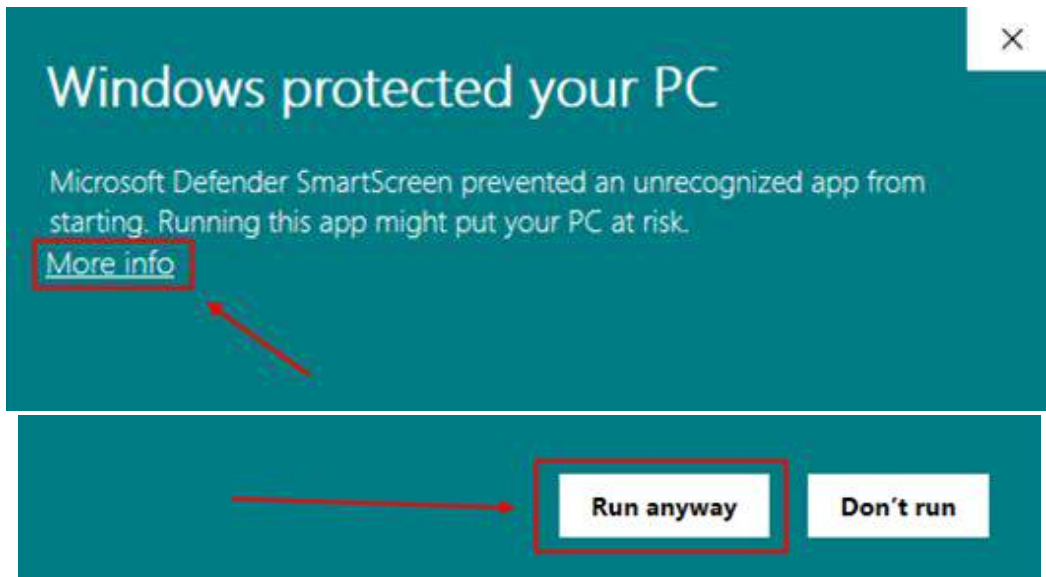 Windows protected your PC
Microsoft Defender SmartScreen prevented an unrecognized app from
starting. Running this app might put your PC at risk.
More info
Run anyway
Don't run